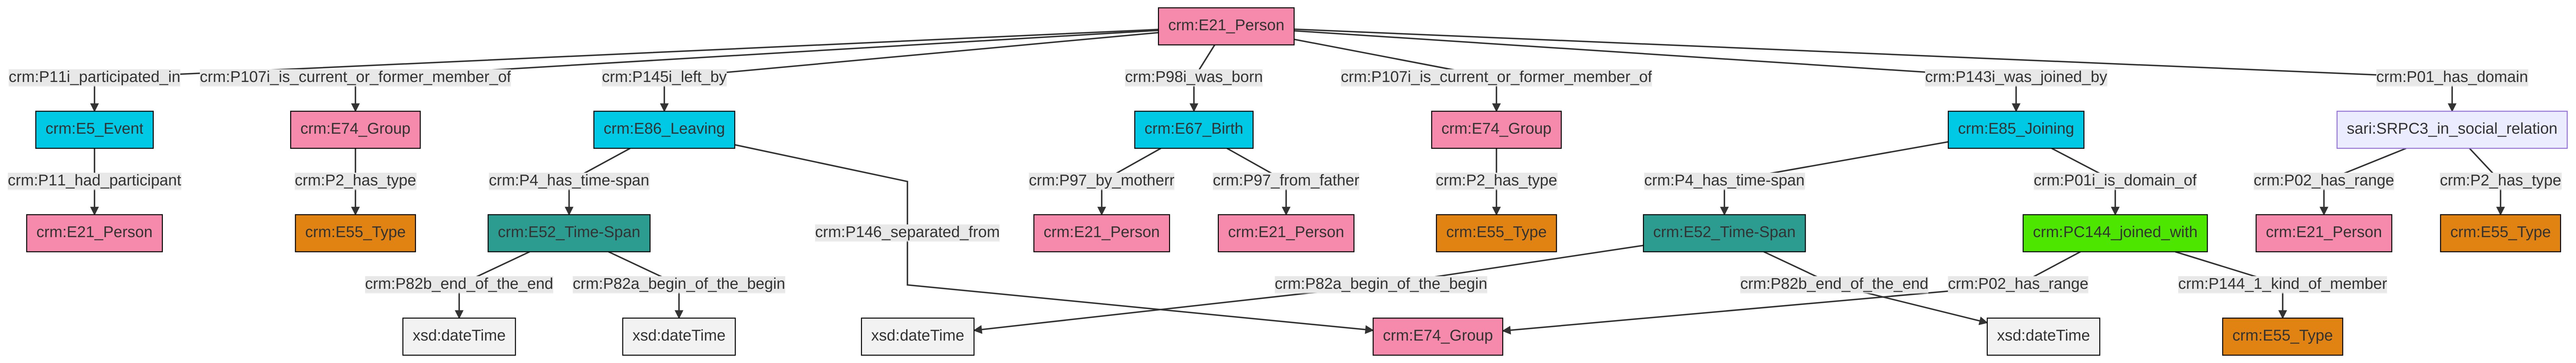 crm:E21_Person
crm:P11i_participated_in
crm:P107i_is_current_or_former_member_of
crm:P145i_left_by
crm:P98i_was_born
crm:P107i_is_current_or_former_member_of
crm:P143i_was_joined_by
crm:P01_has_domain
crm:E5_Event
crm:E74_Group
crm:E86_Leaving
crm:E67_Birth
crm:E74_Group
crm:E85_Joining
sari:SRPC3_in_social_relation
crm:P11_had_participant
crm:P2_has_type
crm:P4_has_time-span
crm:P97_by_motherr
crm:P97_from_father
crm:P2_has_type
crm:P4_has_time-span
crm:P01i_is_domain_of
crm:P02_has_range
crm:P2_has_type
crm:E21_Person
crm:E55_Type
crm:E52_Time-Span
crm:P146_separated_from
crm:E21_Person
crm:E21_Person
crm:E55_Type
crm:E52_Time-Span
crm:PC144_joined_with
crm:E21_Person
crm:E55_Type
crm:P82b_end_of_the_end
crm:P82a_begin_of_the_begin
crm:P82a_begin_of_the_begin
crm:P82b_end_of_the_end
crm:P02_has_range
crm:P144_1_kind_of_member
xsd:dateTime
xsd:dateTime
xsd:dateTime
crm:E74_Group
xsd:dateTime
crm:E55_Type